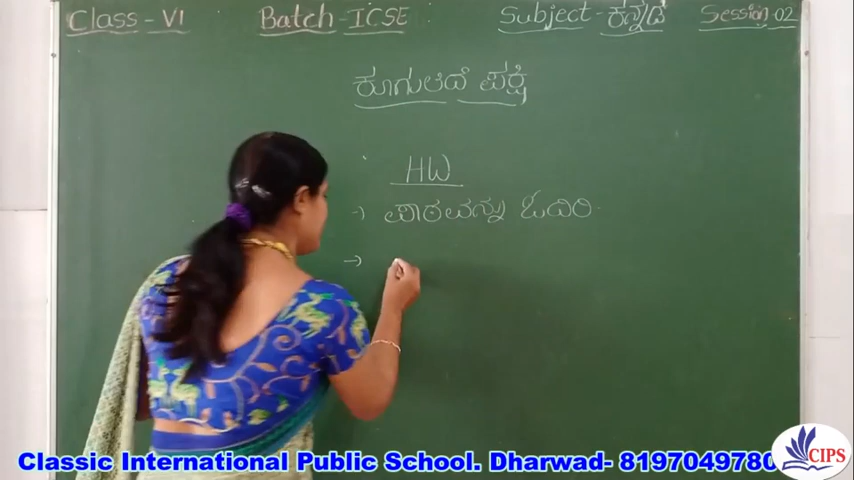 Class - VI Batch - ICSE Subject - ಕನ್ನಡ Session - 02
ಕೂಗುತಿದೆ ಪಕ್ಷಿ
HW
-) ಪಾಠವನ್ನು ಓದಿರಿ.
→)
Classic International Public School. Dharwad- 8197049780
CIPS